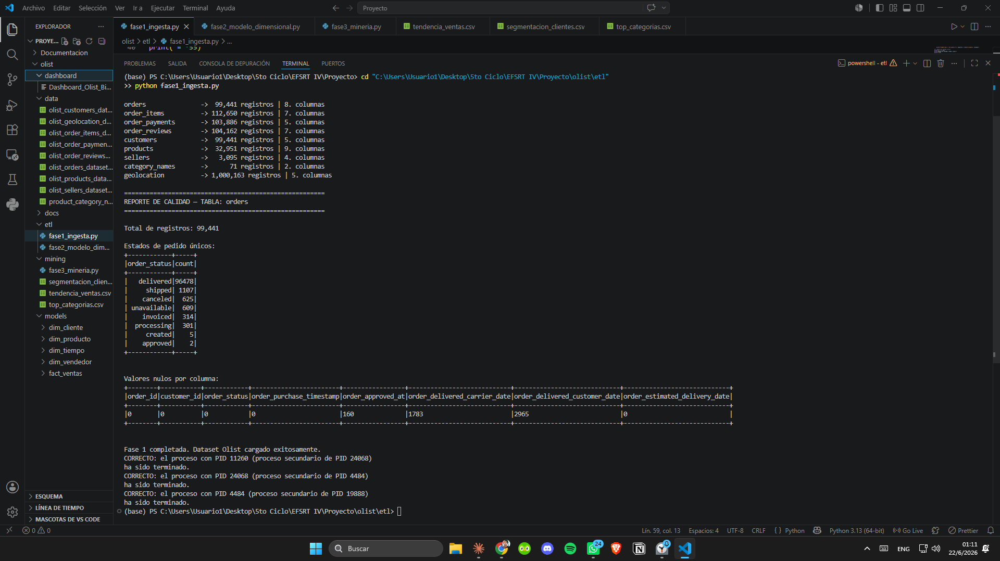 Archivo Editar Selección Ver Ir a Ejecutar Terminal Ayuda
Proyecto
EXPLORADOR
PROYE...
Documentacion
olist
dashboard
Dashboard_Olist_Bi...
data
olist_customers_dat...
olist_geolocation_d...
olist_order_items_d...
olist_order_paymen...
olist_order_reviews...
olist_orders_dataset...
olist_products_data...
olist_sellers_dataset...
product_category_n...
docs
etl
fase1_ingesta.py
fase2_modelo_dim...
mining
fase3_mineria.py
segmentacion_clien...
tendencia_ventas.csv
top_categorias.csv
models
dim_cliente
dim_producto
dim_tiempo
dim_vendedor
fact_ventas
ESQUEMA
LÍNEA DE TIEMPO
MASCOTAS DE VS CODE
fase1_ingesta.py fase2_modelo_dimensional.py fase3_mineria.py tendencia_ventas.csv segmentacion_clientes.csv top_categorias.csv
olist > etl > fase1_ingesta.py > ...
PROBLEMAS SALIDA CONSOLA DE DEPURACIÓN TERMINAL PUERTOS
powershell - etl
(base) PS C:\Users\Usuario1\Desktop\5to Ciclo\EFSRT IV\Proyecto> cd "C:\Users\Usuario1\Desktop\5to Ciclo\EFSRT IV\Proyecto\olist\etl"
>> python fase1_ingesta.py
orders -> 99,441 registros | 8. columnas
order_items -> 112,650 registros | 7. columnas
order_payments -> 103,886 registros | 5. columnas
order_reviews -> 104,162 registros | 7. columnas
customers -> 99,441 registros | 5. columnas
products -> 32,951 registros | 9. columnas
sellers -> 3,095 registros | 4. columnas
category_names -> 71 registros | 2. columnas
geolocation -> 1,000,163 registros | 5. columnas
=======================================================
REPORTE DE CALIDAD — TABLA: orders
=======================================================
Total de registros: 99,441
Estados de pedido únicos:
+------------+-----+
|order_status|count|
+------------+-----+
|   delivered|96478|
|     shipped| 1107|
|    canceled|  625|
| unavailable|  609|
|    invoiced|  314|
|  processing|  301|
|     created|    5|
|    approved|    2|
+------------+-----+
Valores nulos por columna:
+--------+-----------+------------+------------------------+-----------------+----------------------------+-----------------------------+-----------------------------+
|order_id|customer_id|order_status|order_purchase_timestamp|order_approved_at|order_delivered_carrier_date|order_delivered_customer_date|order_estimated_delivery_date|
+--------+-----------+------------+------------------------+-----------------+----------------------------+-----------------------------+-----------------------------+
|0       |0          |0           |0                       |160              |1783                        |2965                         |0                            |
+--------+-----------+------------+------------------------+-----------------+----------------------------+-----------------------------+-----------------------------+
Fase 1 completada. Dataset Olist cargado exitosamente.
CORRECTO: el proceso con PID 11260 (proceso secundario de PID 24068)
ha sido terminado.
CORRECTO: el proceso con PID 24068 (proceso secundario de PID 4484)
ha sido terminado.
CORRECTO: el proceso con PID 4484 (proceso secundario de PID 19888)
ha sido terminado.
(base) PS C:\Users\Usuario1\Desktop\5to Ciclo\EFSRT IV\Proyecto\olist\etl>
0 0
Lín. 59, col. 13 Espacios: 4 UTF-8 CRLF { } Python Python 3.13 (64-bit) Go Live Prettier
Buscar
24
ENG
01:11
22/6/2026